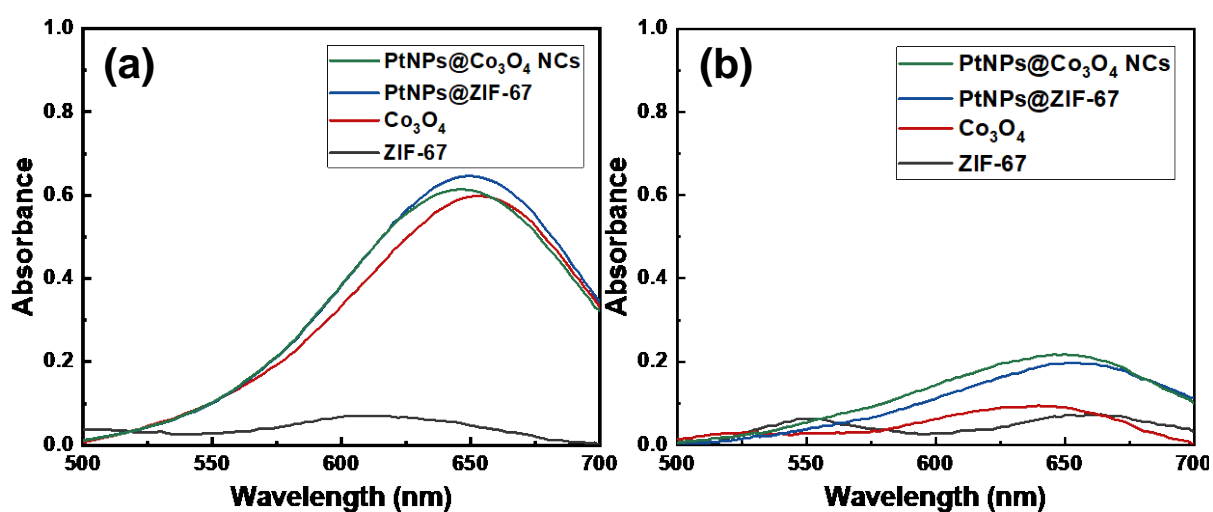 (a)
PtNPs@Co₃O₄ NCs
PtNPs@ZIF-67
Co₃O₄
ZIF-67
1.0
0.8
0.6
0.4
0.2
0.0
Absorbance
500 550 600 650 700
Wavelength (nm)
(b)
PtNPs@Co₃O₄ NCs
PtNPs@ZIF-67
Co₃O₄
ZIF-67
1.0
0.8
0.6
0.4
0.2
0.0
Absorbance
500 550 600 650 700
Wavelength (nm)